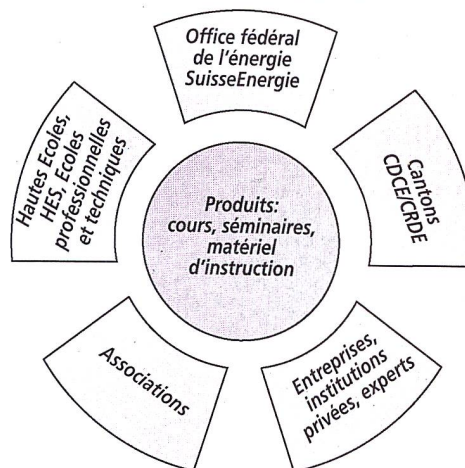 Office fédéral
de l'énergie
SuisseEnergie
Cantons
CDCE/CRDE
Entreprises,
institutions
privées, experts
Associations
Hautes Ecoles,
HES, Ecoles
professionnelles
et techniques
Produits:
cours, séminaires,
matériel
d'instruction